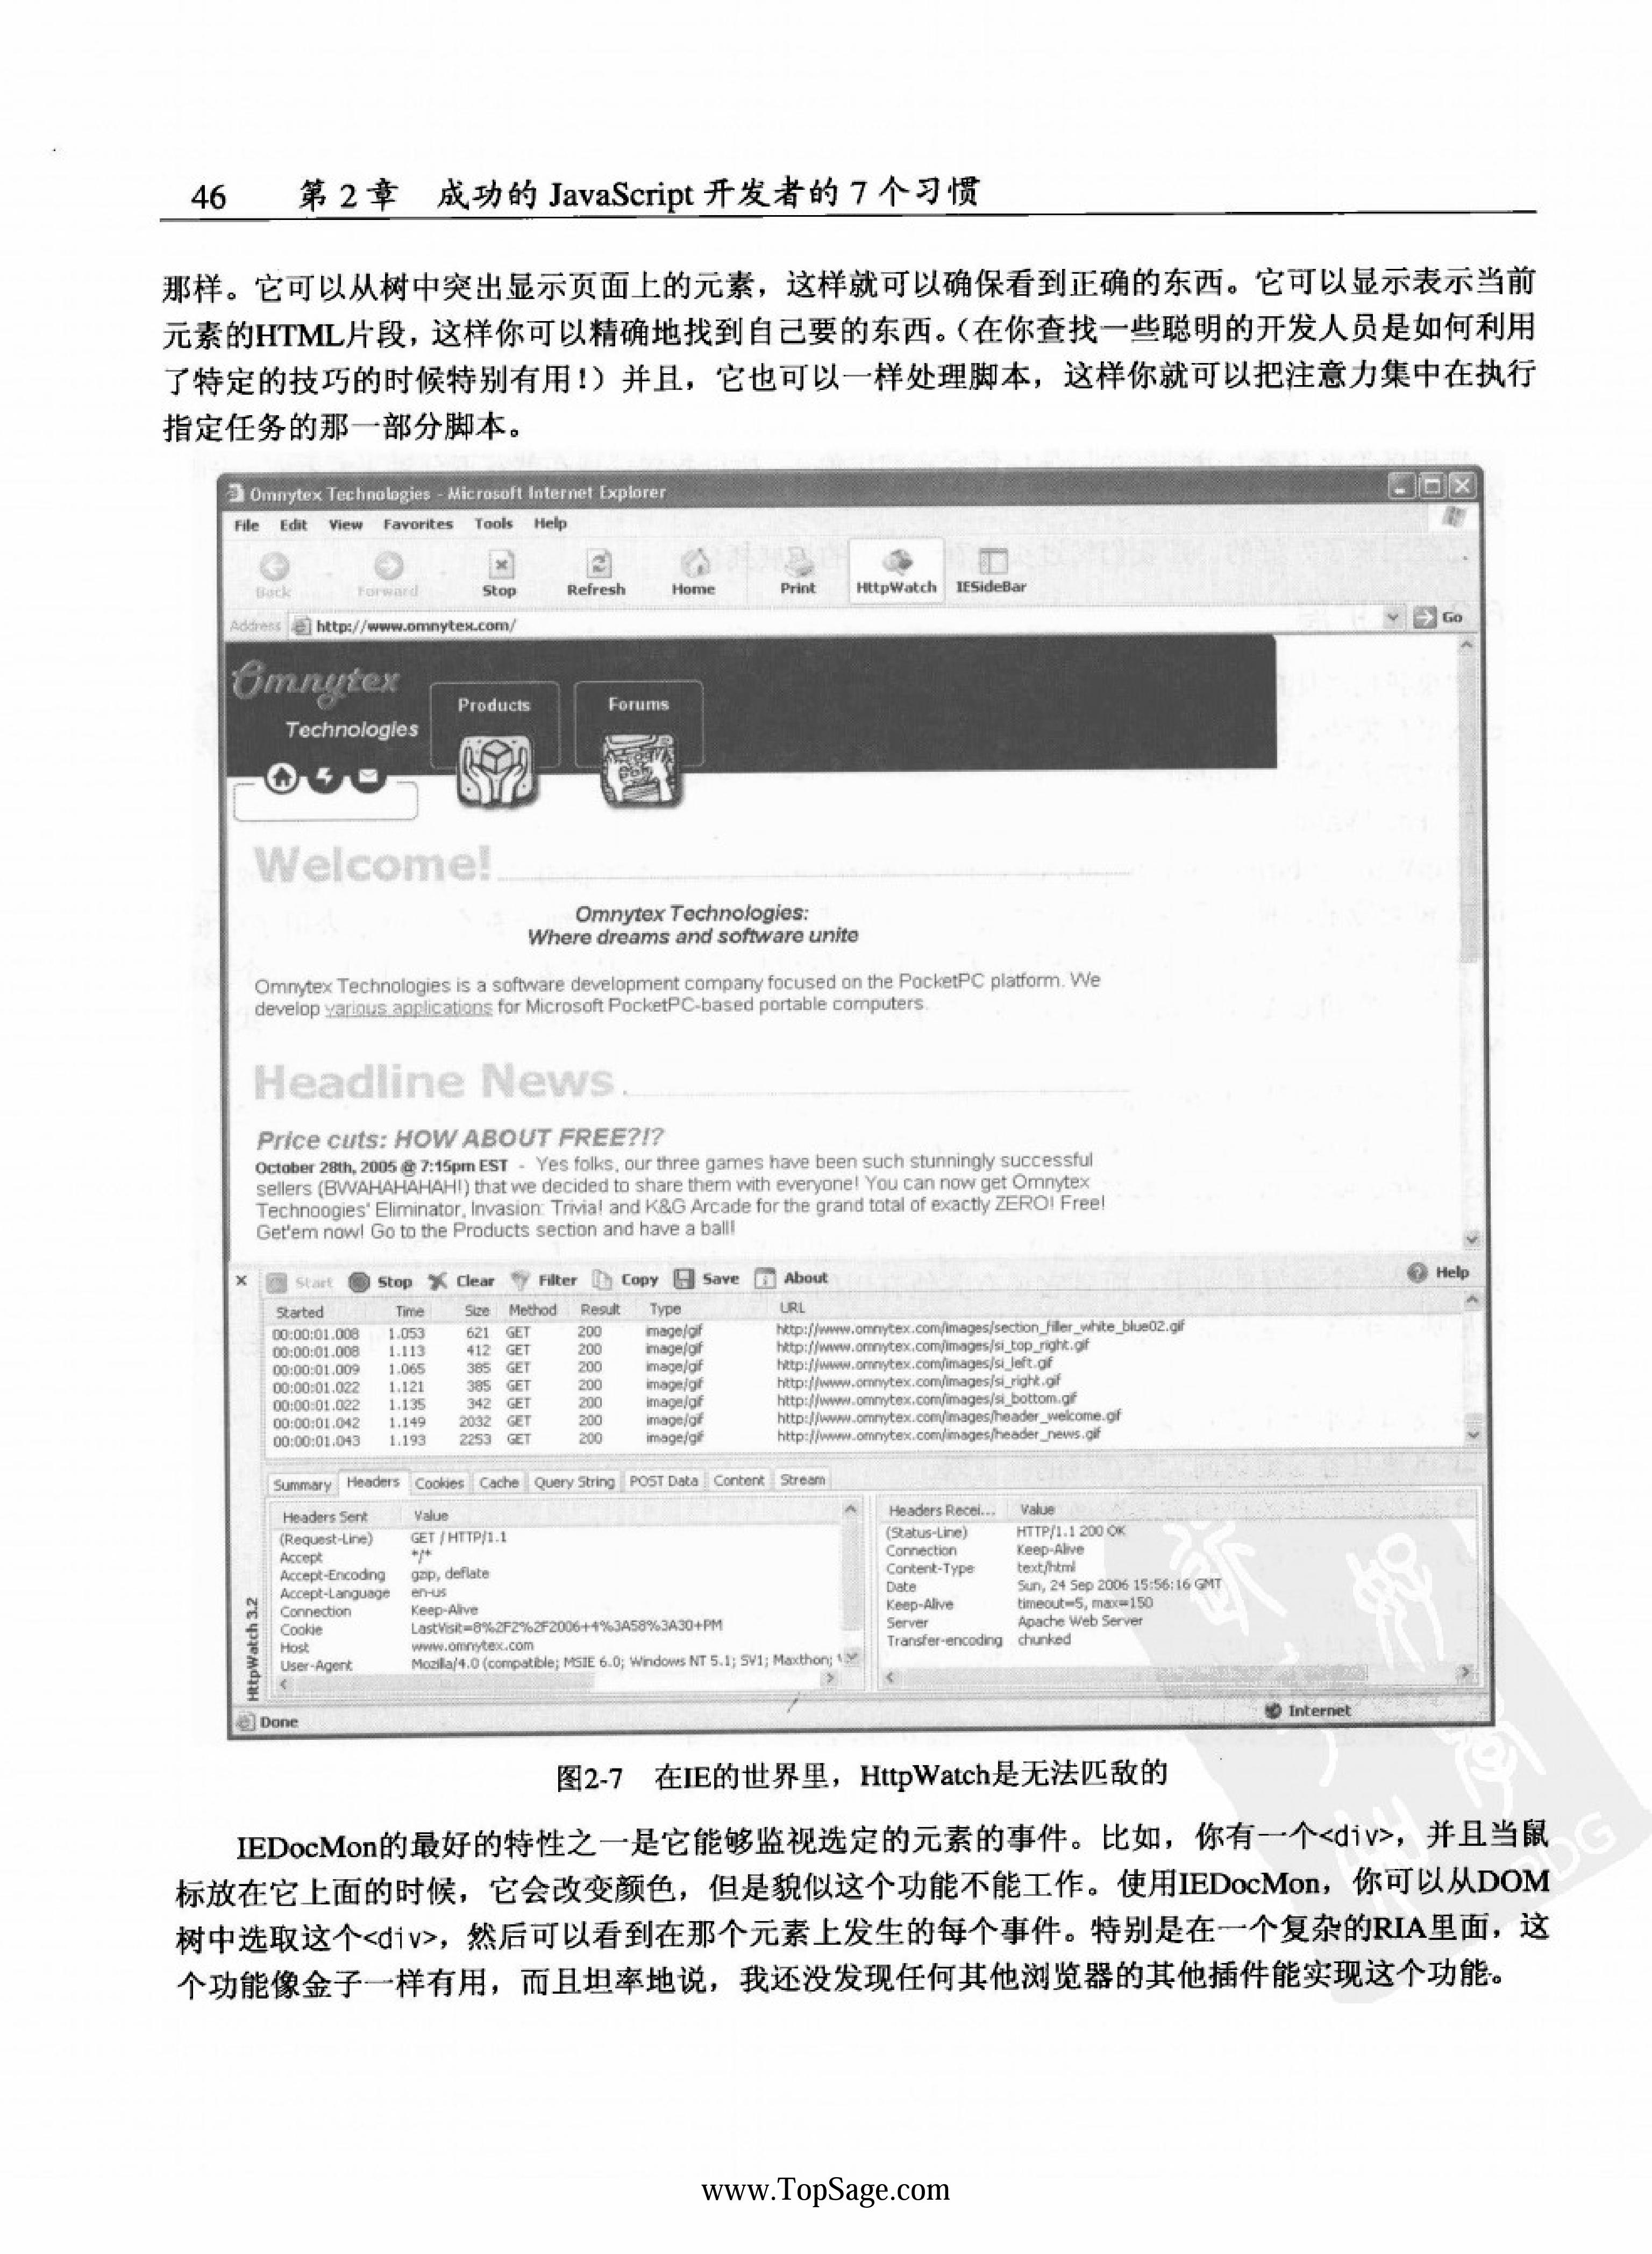 46 第 2 章 成功的 JavaScript 开发者的 7 个习惯
那样。它可以从树中突出显示页面上的元素，这样就可以确保看到正确的东西。它可以显示表示当前
元素的HTML片段，这样你可以精确地找到自己要的东西。（在你查找一些聪明的开发人员是如何利用
了特定的技巧的时候特别有用！）并且，它也可以一样处理脚本，这样你就可以把注意力集中在执行
指定任务的那一部分脚本。
Omnytex Technologies - Microsoft Internet Explorer
File Edit View Favorites Tools Help
Back Forward Stop Refresh Home Print HttpWatch IESideBar
Address http://www.omnytex.com/ Go
Omnytex
Technologies
Products Forums
Welcome!
Omnytex Technologies:
Where dreams and software unite
Omnytex Technologies is a software development company focused on the PocketPC platform. We
develop various applications for Microsoft PocketPC-based portable computers.
Headline News
Price cuts: HOW ABOUT FREE?!?
October 28th, 2005 @ 7:15pm EST - Yes folks, our three games have been such stunningly successful
sellers (BWAHAHAHAH!) that we decided to share them with everyone! You can now get Omnytex
Technoogies' Eliminator, Invasion: Trivia! and K&G Arcade for the grand total of exactly ZERO! Free!
Get'em now! Go to the Products section and have a ball!
Start Stop Clear Filter Copy Save About Help
Started Time Size Method Result Type URL
00:00:01.008 1.053 621 GET 200 image/gif http://www.omnytex.com/images/section_filler_white_blue02.gif
00:00:01.008 1.113 412 GET 200 image/gif http://www.omnytex.com/images/si_top_right.gif
00:00:01.009 1.065 385 GET 200 image/gif http://www.omnytex.com/images/si_left.gif
00:00:01.022 1.121 385 GET 200 image/gif http://www.omnytex.com/images/si_right.gif
00:00:01.022 1.135 342 GET 200 image/gif http://www.omnytex.com/images/si_bottom.gif
00:00:01.042 1.149 2032 GET 200 image/gif http://www.omnytex.com/images/header_welcome.gif
00:00:01.043 1.193 2253 GET 200 image/gif http://www.omnytex.com/images/header_news.gif
Summary Headers Cookies Cache Query String POST Data Content Stream
Headers Sent Value
(Request-Line) GET / HTTP/1.1
Accept */*
Accept-Encoding gzip, deflate
Accept-Language en-us
Connection Keep-Alive
Cookie LastVisit=8%2F2%2F2006+4%3A58%3A30+PM
Host www.omnytex.com
User-Agent Mozilla/4.0 (compatible; MSIE 6.0; Windows NT 5.1; SV1; Maxthon;
Headers Recei... Value
(Status-Line) HTTP/1.1 200 OK
Connection Keep-Alive
Content-Type text/html
Date Sun, 24 Sep 2006 15:56:16 GMT
Keep-Alive timeout=5, max=150
Server Apache Web Server
Transfer-encoding chunked
HttpWatch 3.2
Done Internet
图2-7 在IE的世界里，HttpWatch是无法匹敌的
IEDocMon的最好的特性之一是它能够监视选定的元素的事件。比如，你有一个<div>，并且当鼠
标放在它上面的时候，它会改变颜色，但是貌似这个功能不能工作。使用IEDocMon，你可以从DOM
树中选取这个<div>，然后可以看到在那个元素上发生的每个事件。特别是在一个复杂的RIA里面，这
个功能像金子一样有用，而且坦率地说，我还没发现任何其他浏览器的其他插件能实现这个功能。
www.TopSage.com